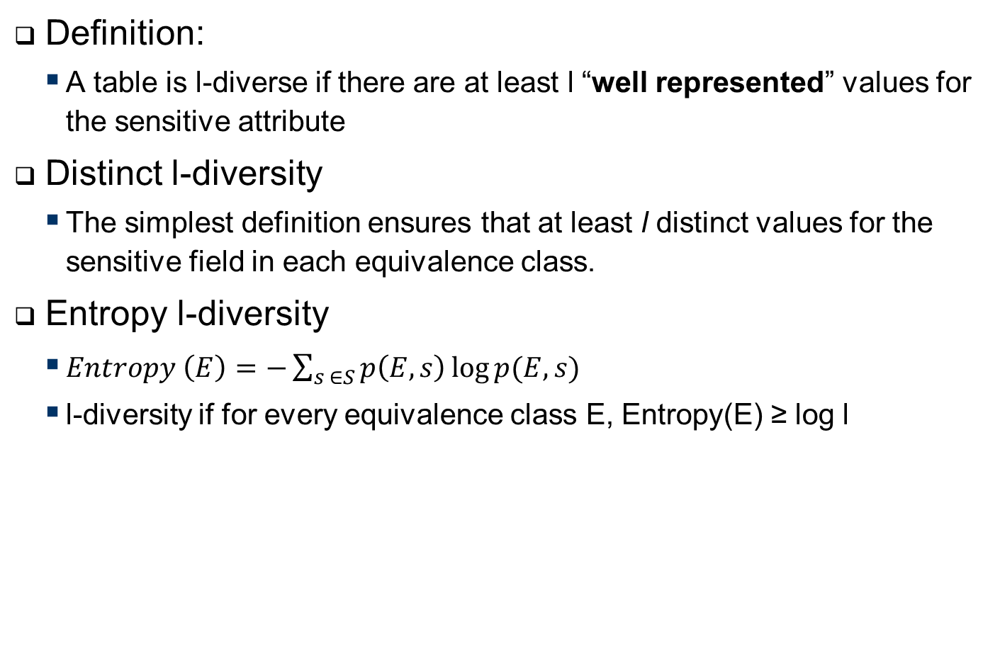 ❑ Definition:
▪ A table is l-diverse if there are at least l “well represented” values for
the sensitive attribute
❑ Distinct l-diversity
▪ The simplest definition ensures that at least l distinct values for the
sensitive field in each equivalence class.
❑ Entropy l-diversity
▪ 𝐸𝑛𝑡𝑟𝑜𝑝𝑦 (𝐸) = − ∑𝑠 ∈𝑆 𝑝(𝐸, 𝑠) log 𝑝(𝐸, 𝑠)
▪ l-diversity if for every equivalence class E, Entropy(E) ≥ log l